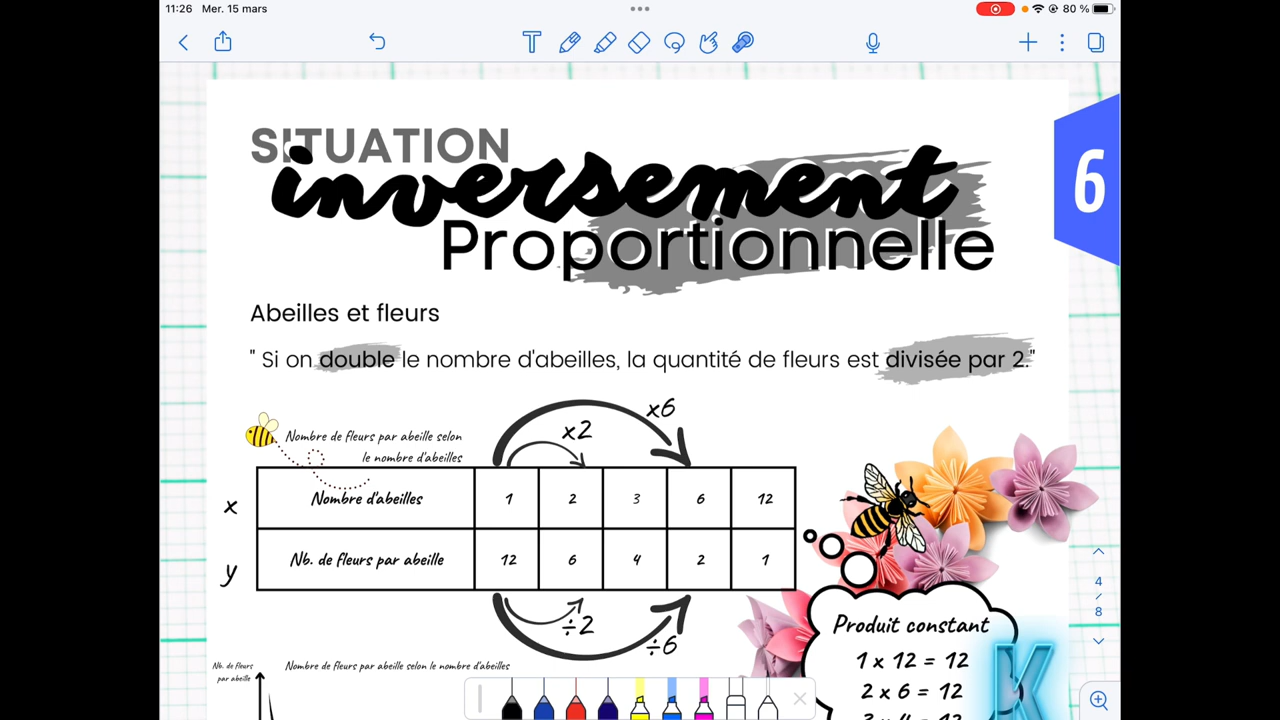 11:26 Mer. 15 mars
80 %
SITUATION
inversement
Proportionnelle
6
Abeilles et fleurs
" Si on double le nombre d'abeilles, la quantité de fleurs est divisée par 2."
x6
x2
Nombre de fleurs par abeille selon
le nombre d'abeilles
x Nombre d'abeilles 1 2 3 6 12
y Nb. de fleurs par abeille 12 6 4 2 1
÷2
÷6
4
/
8
Produit constant
1 x 12 = 12
2 x 6 = 12
3 x 4 = 12
Nb. de fleurs
par abeille
Nombre de fleurs par abeille selon le nombre d'abeilles
K